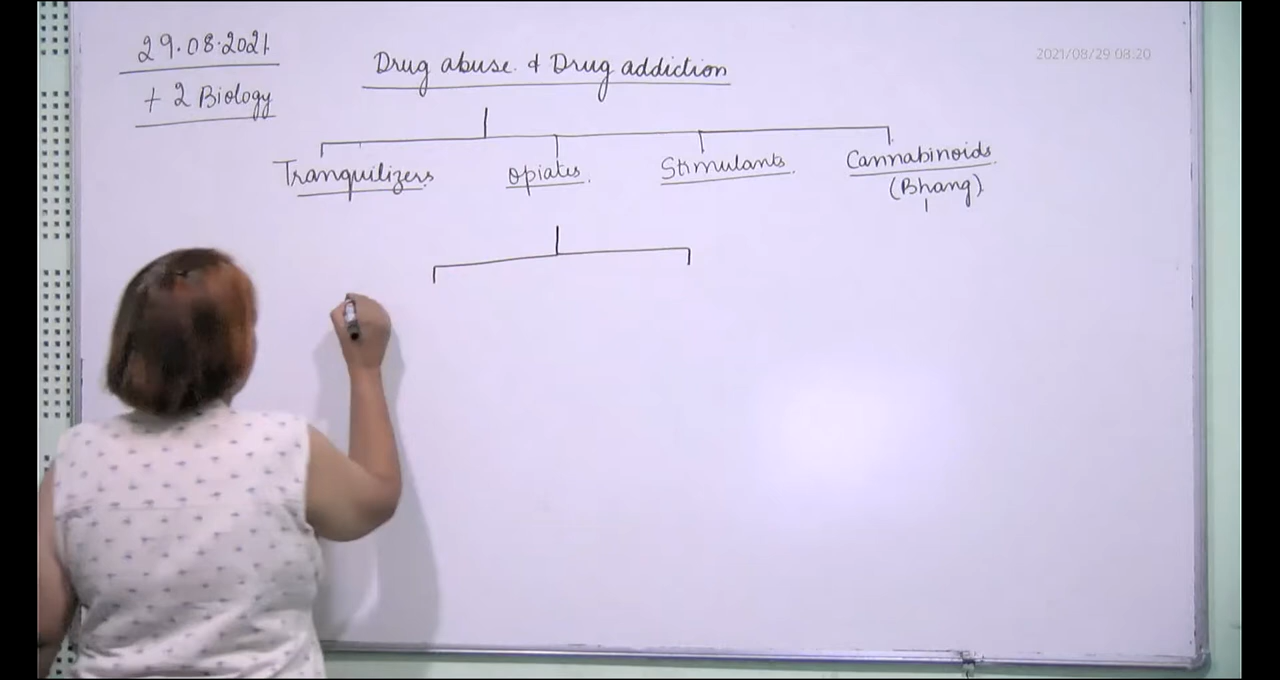 29.08.2021
+ 2 Biology
Drug abuse & Drug addiction
2021/08/29 08:20
Tranquilizers opiates. Stimulants. Cannabinoids
(Bhang)